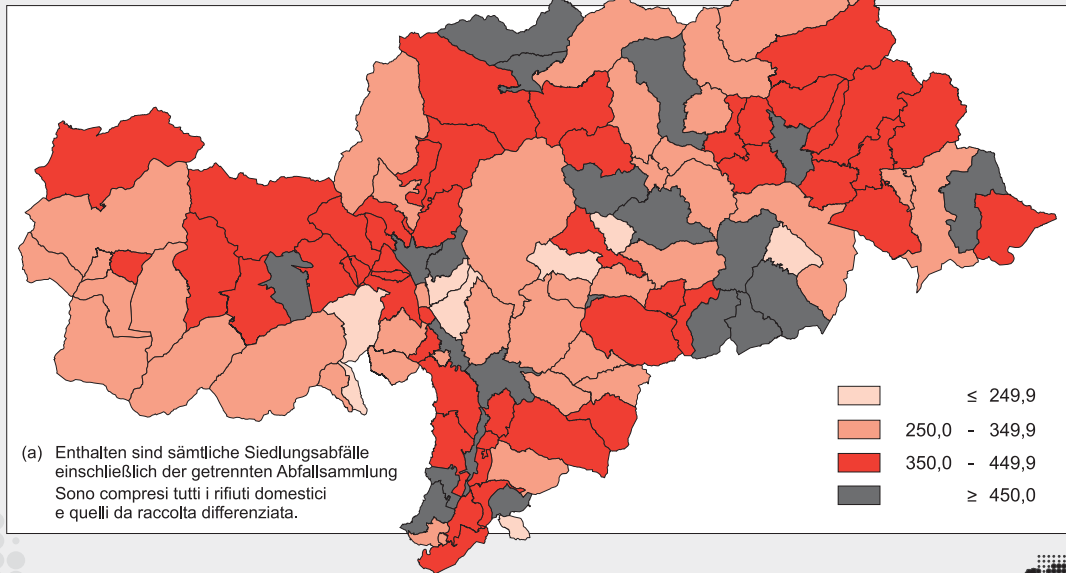 ≤ 249,9
250,0 - 349,9
350,0 - 449,9
≥ 450,0
(a) Enthalten sind sämtliche Siedlungsabfälle
einschließlich der getrennten Abfallsammlung
Sono compresi tutti i rifiuti domestici
e quelli da raccolta differenziata.